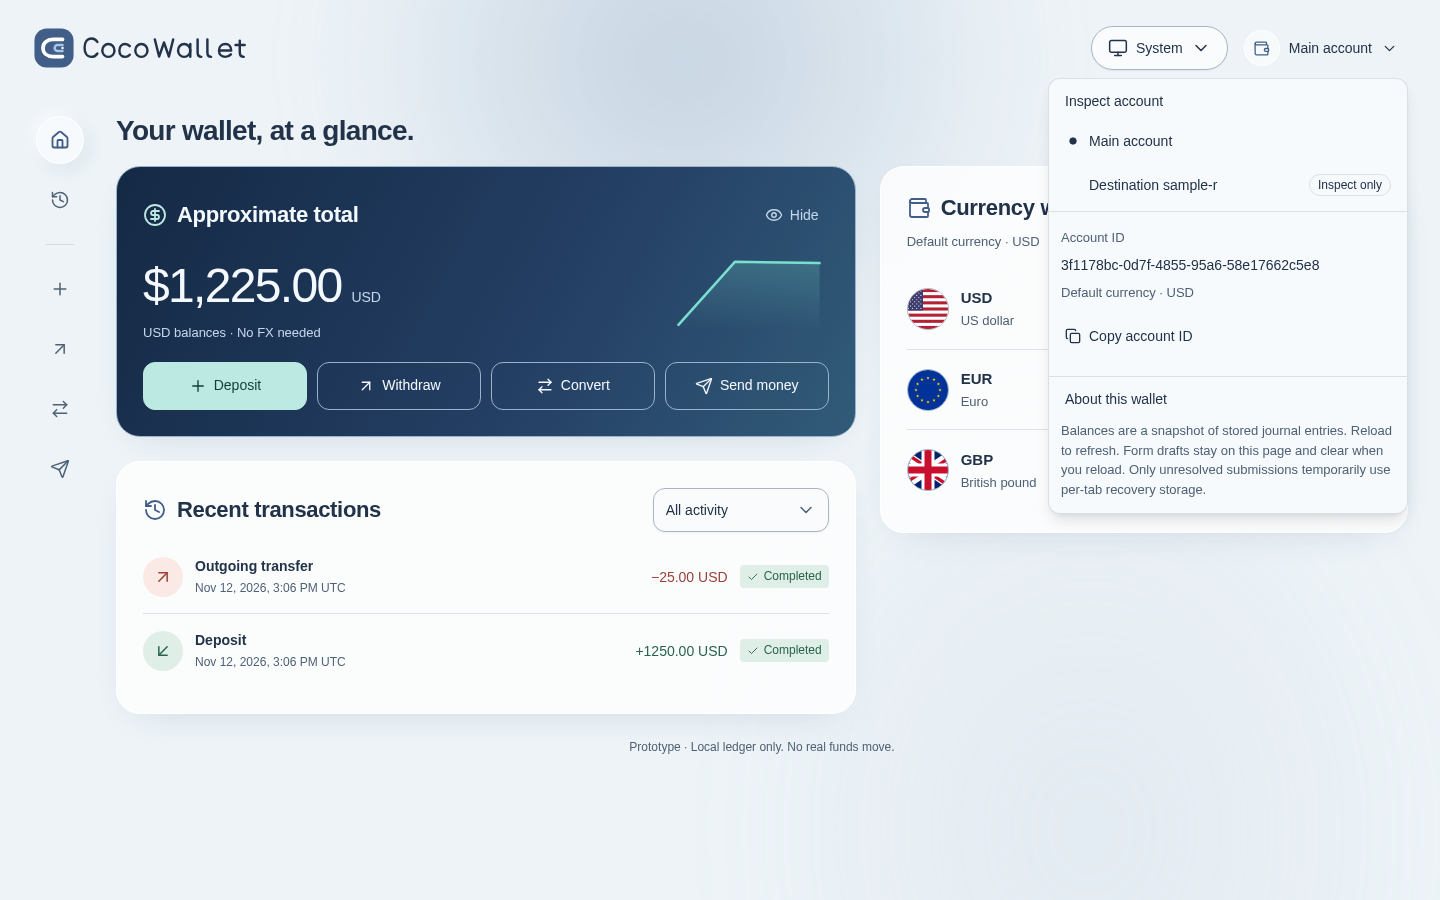 CocoWallet
System
Main account
Your wallet, at a glance.
Approximate total
Hide
$1,225.00 USD
USD balances · No FX needed
Deposit
Withdraw
Convert
Send money
Recent transactions
All activity
Outgoing transfer
Nov 12, 2026, 3:06 PM UTC
−25.00 USD
Completed
Deposit
Nov 12, 2026, 3:06 PM UTC
+1250.00 USD
Completed
Currency
Default currency · USD
USD
US dollar
EUR
Euro
GBP
British pound
Inspect account
Main account
Destination sample-r
Inspect only
Account ID
3f1178bc-0d7f-4855-95a6-58e17662c5e8
Default currency · USD
Copy account ID
About this wallet
Balances are a snapshot of stored journal entries. Reload
to refresh. Form drafts stay on this page and clear when
you reload. Only unresolved submissions temporarily use
per-tab recovery storage.
Prototype · Local ledger only. No real funds move.